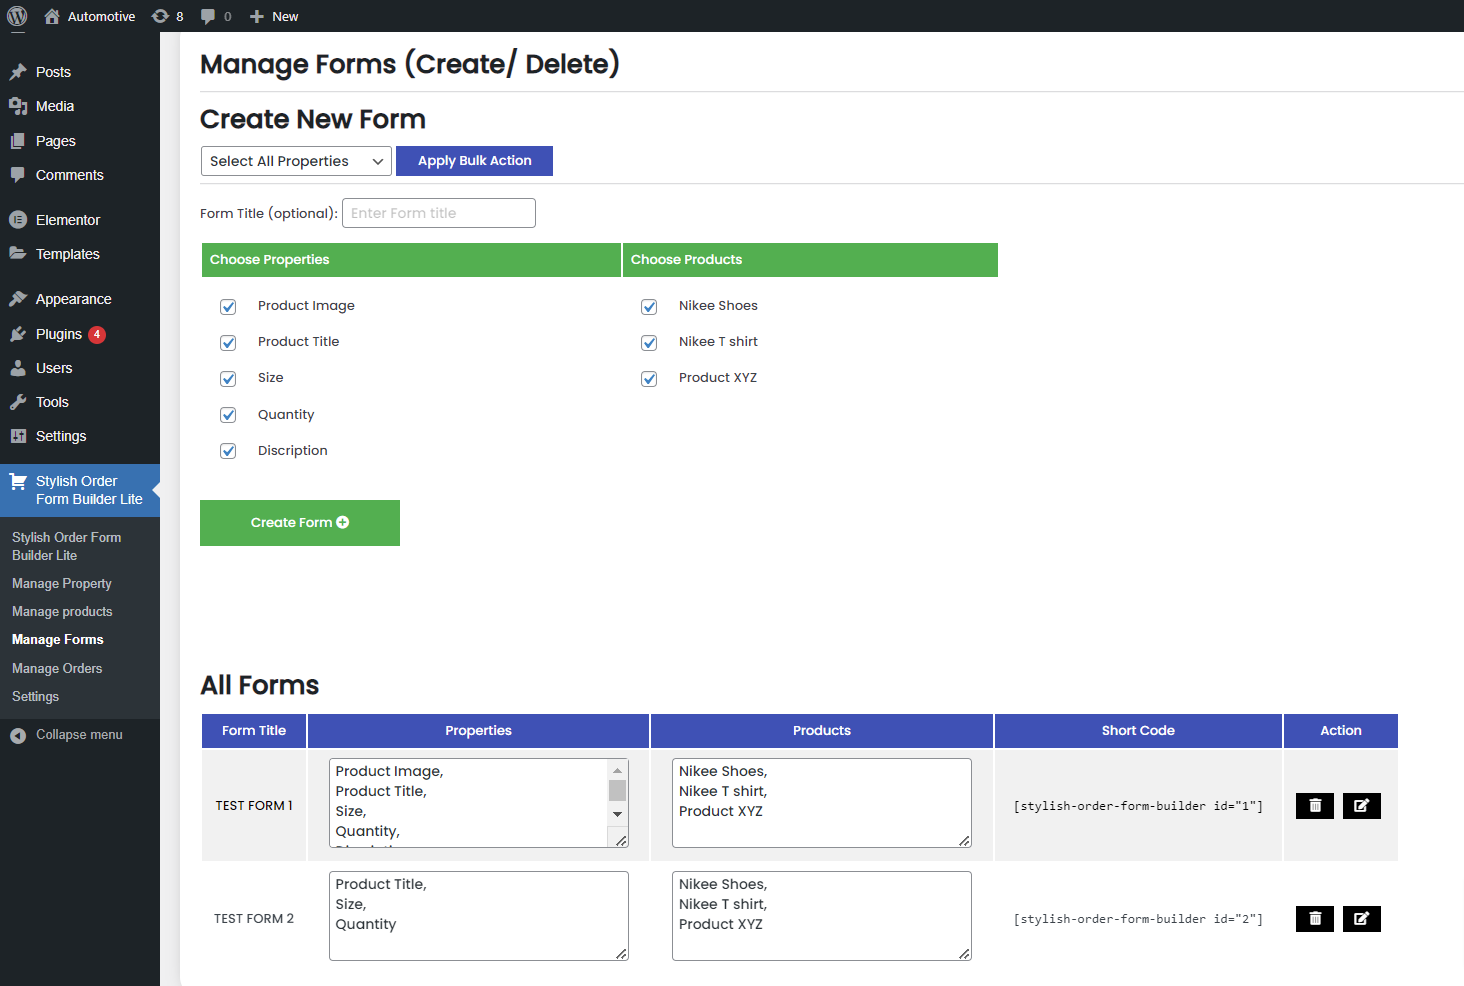 Automotive 8 0 New
Posts
Media
Pages
Comments
Elementor
Templates
Appearance
Plugins 4
Users
Tools
Settings
Stylish Order
Form Builder Lite
Stylish Order Form
Builder Lite
Manage Property
Manage products
Manage Forms
Manage Orders
Settings
Collapse menu
Manage Forms (Create/ Delete)
Create New Form
Select All Properties Apply Bulk Action
Form Title (optional): Enter Form title
Choose Properties Choose Products
Product Image Nikee Shoes
Product Title Nikee T shirt
Size Product XYZ
Quantity
Discription
Create Form
All Forms
Form Title Properties Products Short Code Action
TEST FORM 1
Product Image,
Product Title,
Size,
Quantity,
Nikee Shoes,
Nikee T shirt,
Product XYZ
[stylish-order-form-builder id="1"]
TEST FORM 2
Product Title,
Size,
Quantity
Nikee Shoes,
Nikee T shirt,
Product XYZ
[stylish-order-form-builder id="2"]